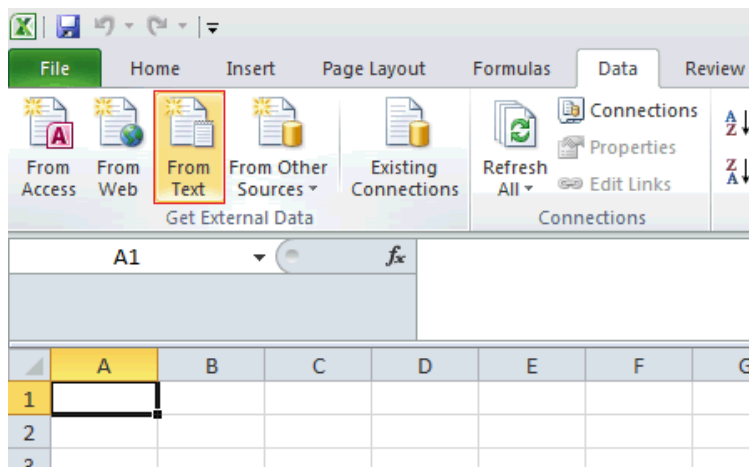 File Home Insert Page Layout Formulas Data Review
From Access
From Web
From Text
From Other Sources
Existing Connections
Refresh All
Connections
Properties
Edit Links
A Z
Z A
Get External Data
Connections
A1 fx
A B C D E F G
1
2
3